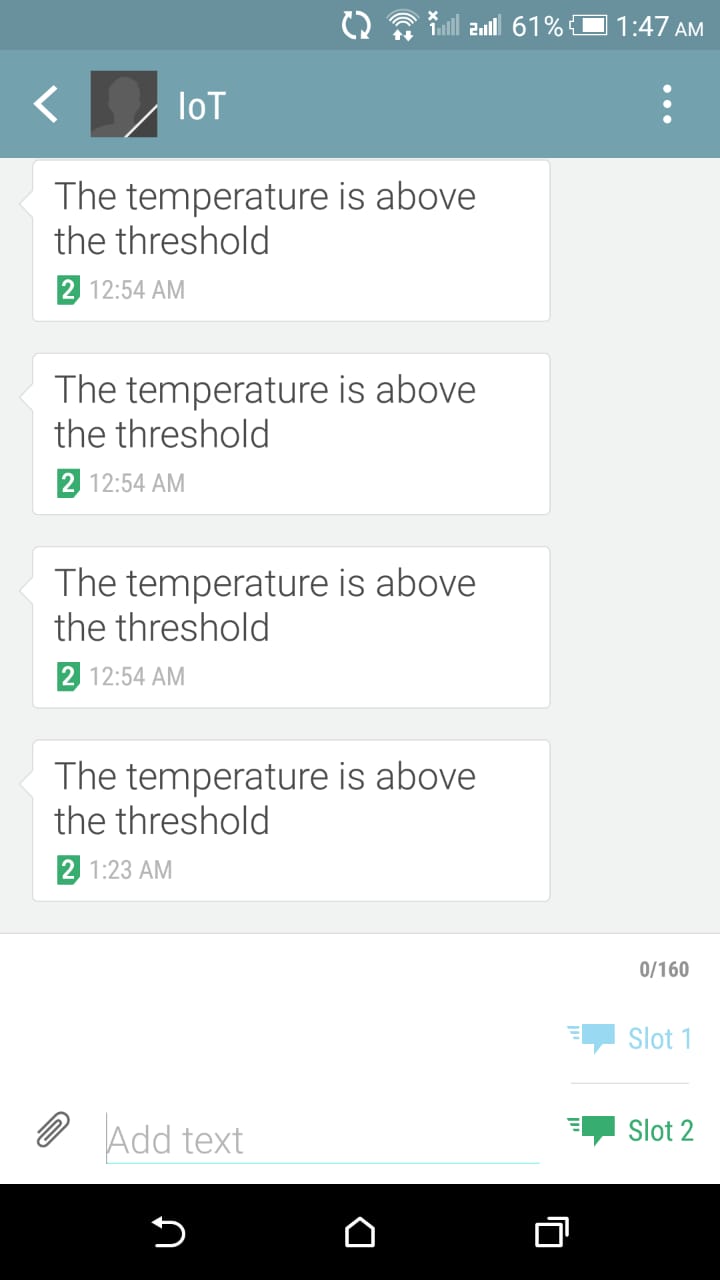 1 2 61% 1:47 AM
IoT
The temperature is above
the threshold
2 12:54 AM
The temperature is above
the threshold
2 12:54 AM
The temperature is above
the threshold
2 12:54 AM
The temperature is above
the threshold
2 1:23 AM
0/160
Slot 1
Add text
Slot 2